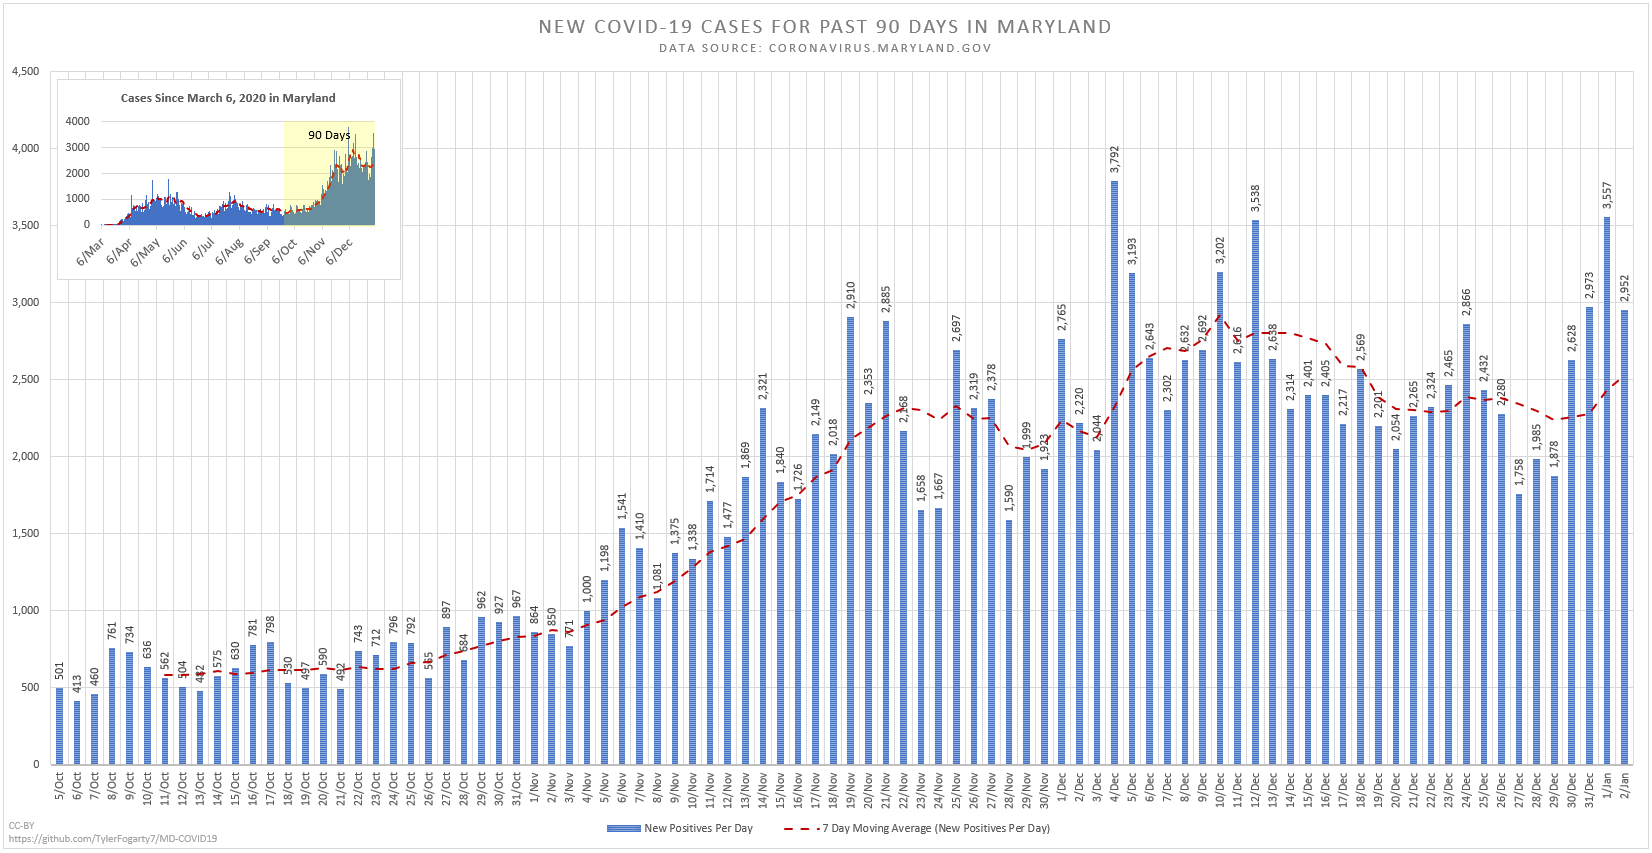 NEW COVID-19 CASES FOR PAST 90 DAYS IN MARYLAND
DATA SOURCE: CORONAVIRUS.MARYLAND.GOV
4,500
4,000
3,500
3,000
2,500
2,000
1,500
1,000
500
0
Cases Since March 6, 2020 in Maryland
90 Days
4000
3000
2000
1000
0
6/Mar
6/Apr
6/May
6/Jun
6/Jul
6/Aug
6/Sep
6/Oct
6/Nov
6/Dec
501
413
460
761
734
636
562
504
482
575
630
781
798
530
497
590
492
743
712
796
792
565
897
684
962
927
967
864
850
771
1,000
1,198
1,541
1,410
1,081
1,375
1,338
1,714
1,477
1,869
2,321
1,840
1,726
2,149
2,018
2,910
2,353
2,885
2,168
1,658
1,667
2,697
2,319
2,378
1,590
1,999
1,923
2,765
2,220
2,044
3,792
3,193
2,643
2,302
2,632
2,692
3,202
2,616
3,538
2,638
2,314
2,401
2,405
2,217
2,569
2,201
2,054
2,265
2,324
2,465
2,866
2,432
2,280
1,758
1,985
1,878
2,628
2,973
3,557
2,952
5/Oct
6/Oct
7/Oct
8/Oct
9/Oct
10/Oct
11/Oct
12/Oct
13/Oct
14/Oct
15/Oct
16/Oct
17/Oct
18/Oct
19/Oct
20/Oct
21/Oct
22/Oct
23/Oct
24/Oct
25/Oct
26/Oct
27/Oct
28/Oct
29/Oct
30/Oct
31/Oct
1/Nov
2/Nov
3/Nov
4/Nov
5/Nov
6/Nov
7/Nov
8/Nov
9/Nov
10/Nov
11/Nov
12/Nov
13/Nov
14/Nov
15/Nov
16/Nov
17/Nov
18/Nov
19/Nov
20/Nov
21/Nov
22/Nov
23/Nov
24/Nov
25/Nov
26/Nov
27/Nov
28/Nov
29/Nov
30/Nov
1/Dec
2/Dec
3/Dec
4/Dec
5/Dec
6/Dec
7/Dec
8/Dec
9/Dec
10/Dec
11/Dec
12/Dec
13/Dec
14/Dec
15/Dec
16/Dec
17/Dec
18/Dec
19/Dec
20/Dec
21/Dec
22/Dec
23/Dec
24/Dec
25/Dec
26/Dec
27/Dec
28/Dec
29/Dec
30/Dec
31/Dec
1/Jan
2/Jan
New Positives Per Day
7 Day Moving Average (New Positives Per Day)
CC-BY
https://github.com/TylerFogarty7/MD-COVID19